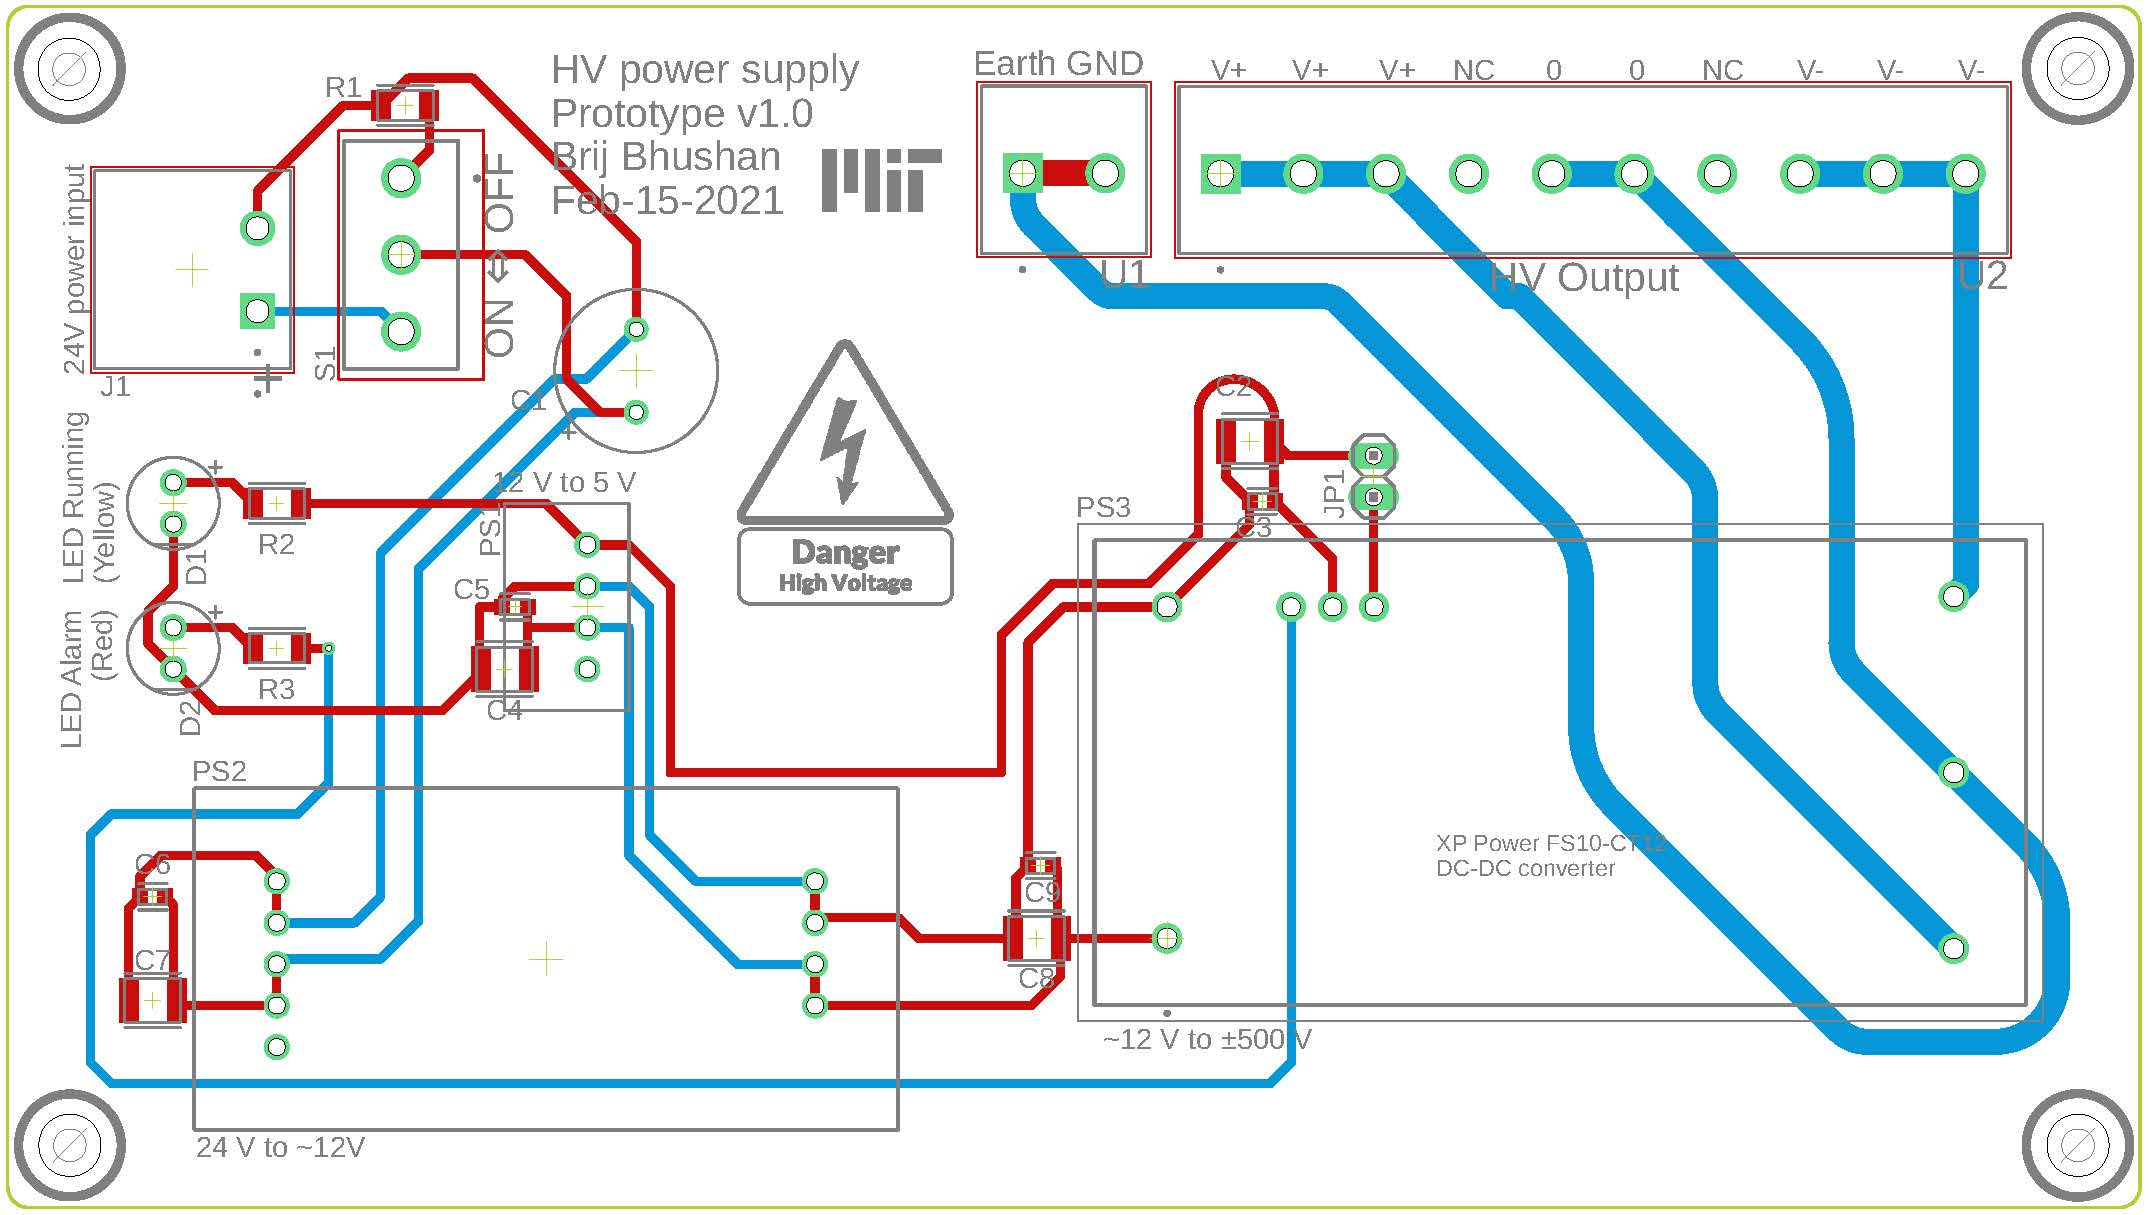 HV power supply
Prototype v1.0
Brij Bhushan
Feb-15-2021
MIT
Earth GND
V+ V+ V+ NC 0 0 NC V- V- V-
R1
24V power input
J1
+
S1
OFF
⇔
ON
C1
+
U1
HV Output
U2
LED Running
(Yellow)
+
D1
R2
12 V to 5 V
PS1
C5
C4
LED Alarm
(Red)
+
D2
R3
Danger
High Voltage
C2
C3
JP1
PS3
XP Power FS10-CT12
DC-DC converter
~12 V to ±500 V
PS2
C6
C7
C9
C8
24 V to ~12V